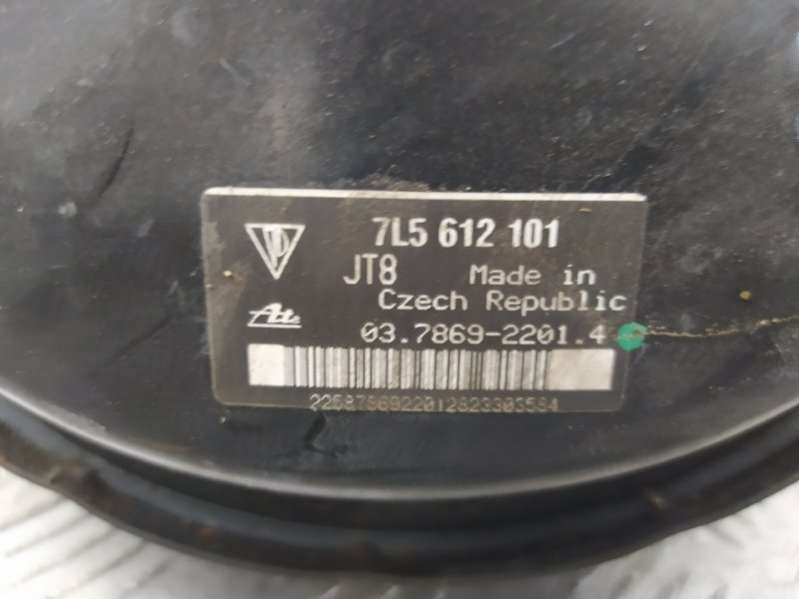 7L5 612 101
JT8 Made in
Czech Republic
Ate 03.7869-2201.4